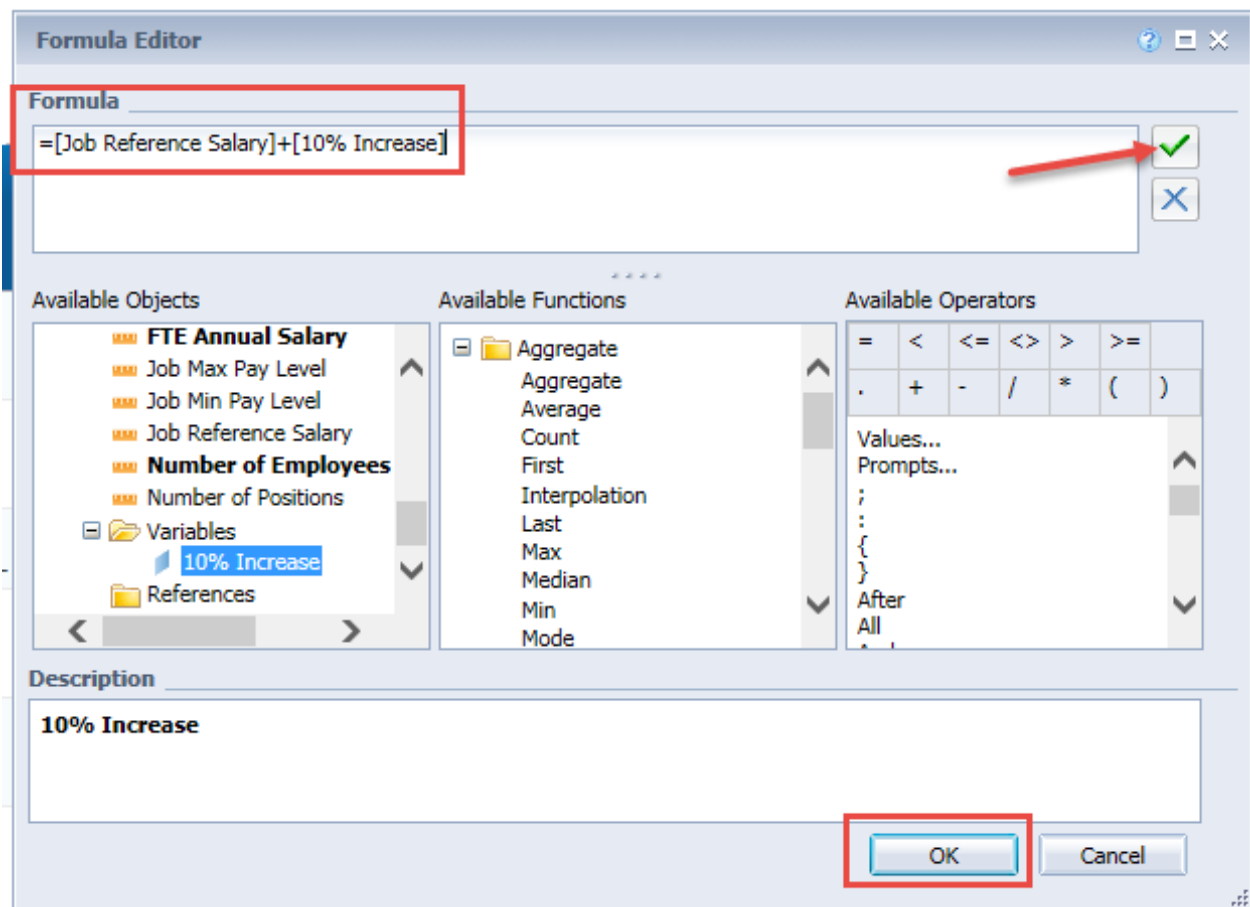 Formula Editor
Formula
=[Job Reference Salary]+[10% Increase]
Available Objects
FTE Annual Salary
Job Max Pay Level
Job Min Pay Level
Job Reference Salary
Number of Employees
Number of Positions
Variables
10% Increase
References
Available Functions
Aggregate
Aggregate
Average
Count
First
Interpolation
Last
Max
Median
Min
Mode
Available Operators
= < <= <> > >=
. + - / * ( )
Values...
Prompts...
;
:
{
}
After
All
Description
10% Increase
OK Cancel